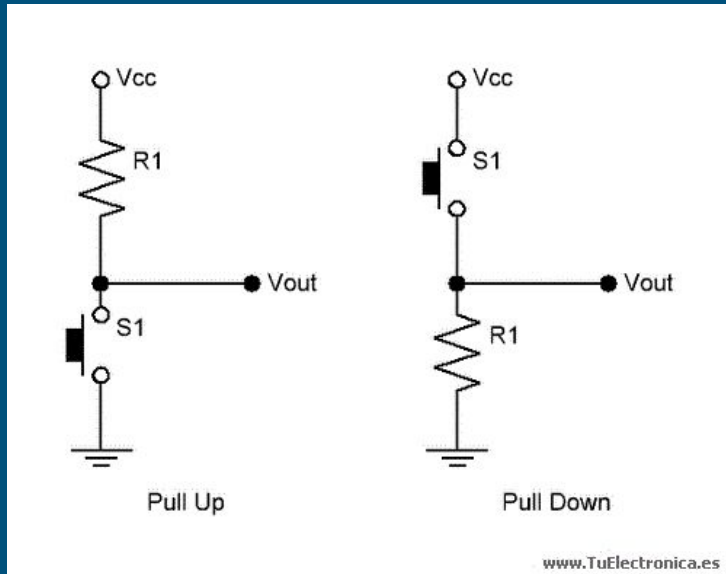 Vcc
R1
Vout
S1
Pull Up
Vcc
S1
Vout
R1
Pull Down
www.TuElectronica.es